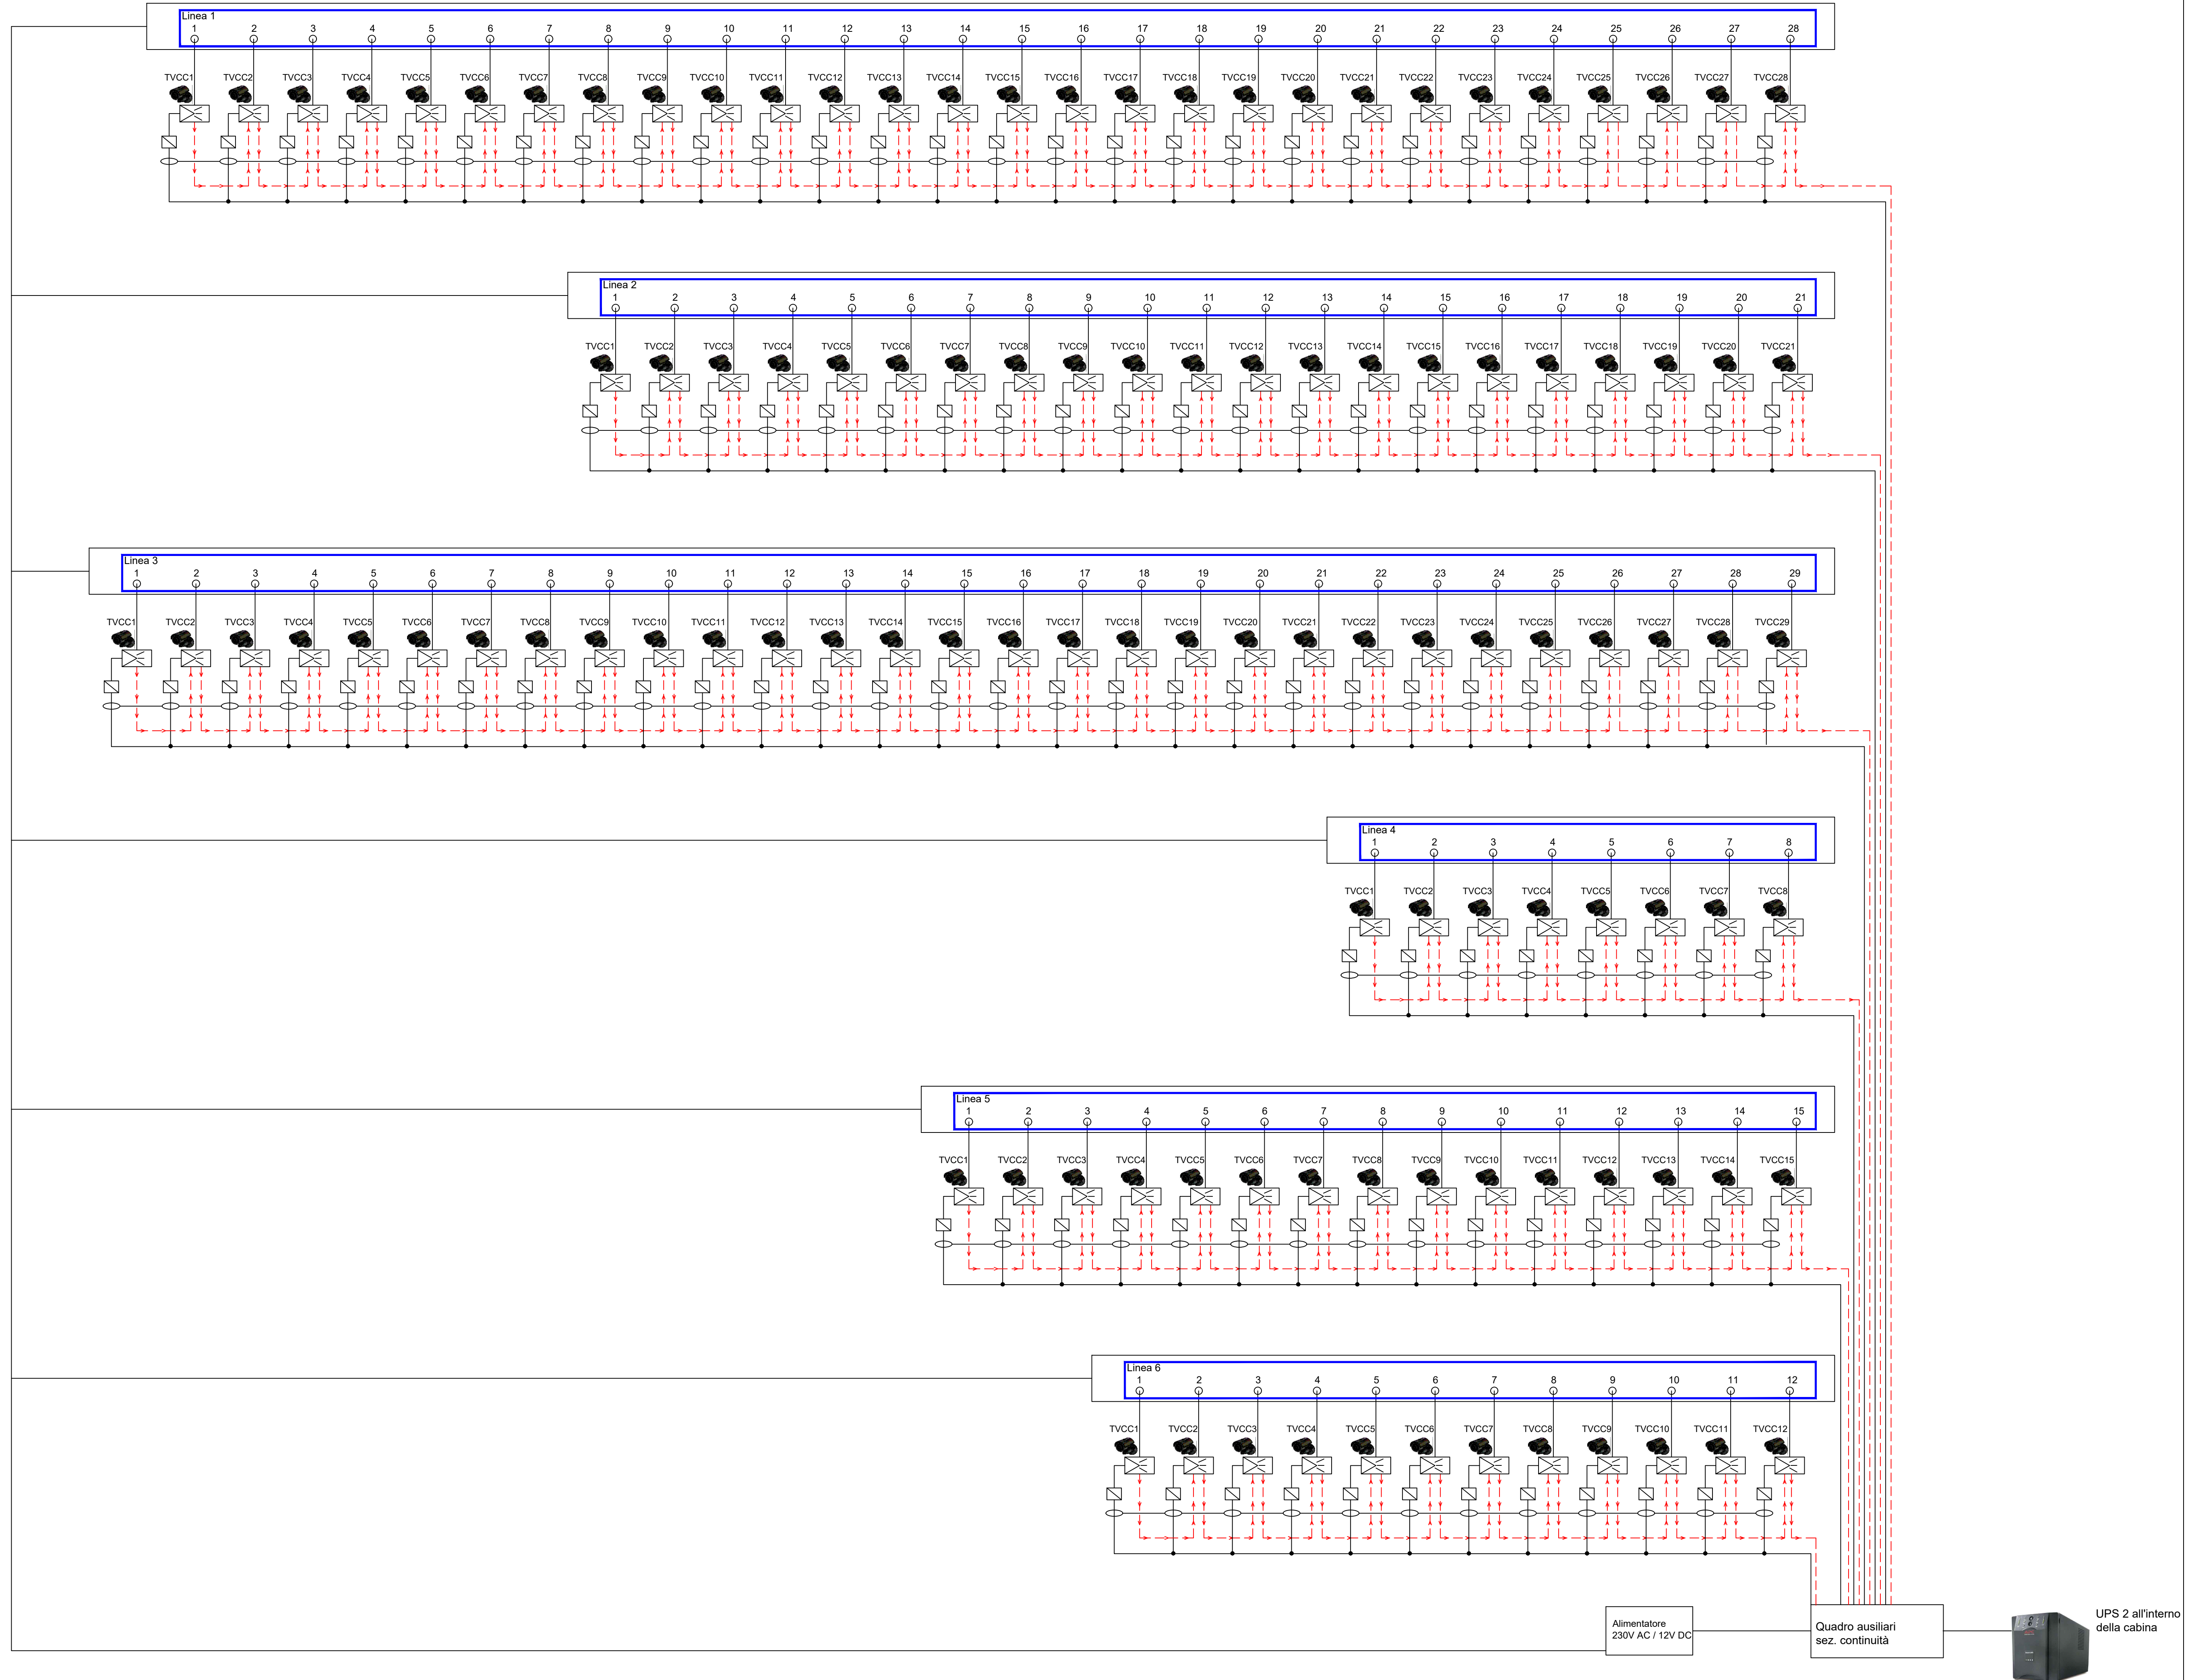 Linea 1
1 2 3 4 5 6 7 8 9 10 11 12 13 14 15 16 17 18 19 20 21 22 23 24 25 26 27 28
TVCC1 TVCC2 TVCC3 TVCC4 TVCC5 TVCC6 TVCC7 TVCC8 TVCC9 TVCC10 TVCC11 TVCC12 TVCC13 TVCC14 TVCC15 TVCC16 TVCC17 TVCC18 TVCC19 TVCC20 TVCC21 TVCC22 TVCC23 TVCC24 TVCC25 TVCC26 TVCC27 TVCC28
Linea 2
1 2 3 4 5 6 7 8 9 10 11 12 13 14 15 16 17 18 19 20 21
TVCC1 TVCC2 TVCC3 TVCC4 TVCC5 TVCC6 TVCC7 TVCC8 TVCC9 TVCC10 TVCC11 TVCC12 TVCC13 TVCC14 TVCC15 TVCC16 TVCC17 TVCC18 TVCC19 TVCC20 TVCC21
Linea 3
1 2 3 4 5 6 7 8 9 10 11 12 13 14 15 16 17 18 19 20 21 22 23 24 25 26 27 28 29
TVCC1 TVCC2 TVCC3 TVCC4 TVCC5 TVCC6 TVCC7 TVCC8 TVCC9 TVCC10 TVCC11 TVCC12 TVCC13 TVCC14 TVCC15 TVCC16 TVCC17 TVCC18 TVCC19 TVCC20 TVCC21 TVCC22 TVCC23 TVCC24 TVCC25 TVCC26 TVCC27 TVCC28 TVCC29
Linea 4
1 2 3 4 5 6 7 8
TVCC1 TVCC2 TVCC3 TVCC4 TVCC5 TVCC6 TVCC7 TVCC8
Linea 5
1 2 3 4 5 6 7 8 9 10 11 12 13 14 15
TVCC1 TVCC2 TVCC3 TVCC4 TVCC5 TVCC6 TVCC7 TVCC8 TVCC9 TVCC10 TVCC11 TVCC12 TVCC13 TVCC14 TVCC15
Linea 6
1 2 3 4 5 6 7 8 9 10 11 12
TVCC1 TVCC2 TVCC3 TVCC4 TVCC5 TVCC6 TVCC7 TVCC8 TVCC9 TVCC10 TVCC11 TVCC12
Alimentatore
230V AC / 12V DC
Quadro ausiliari
sez. continuità
UPS 2 all'interno
della cabina